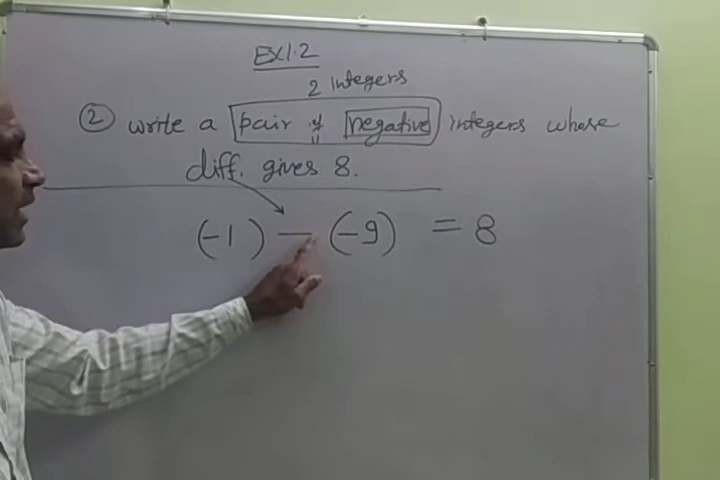 EX1.2
2 integers
② write a pair of negative integers whose
diff. gives 8.
(-1) - (-9) = 8